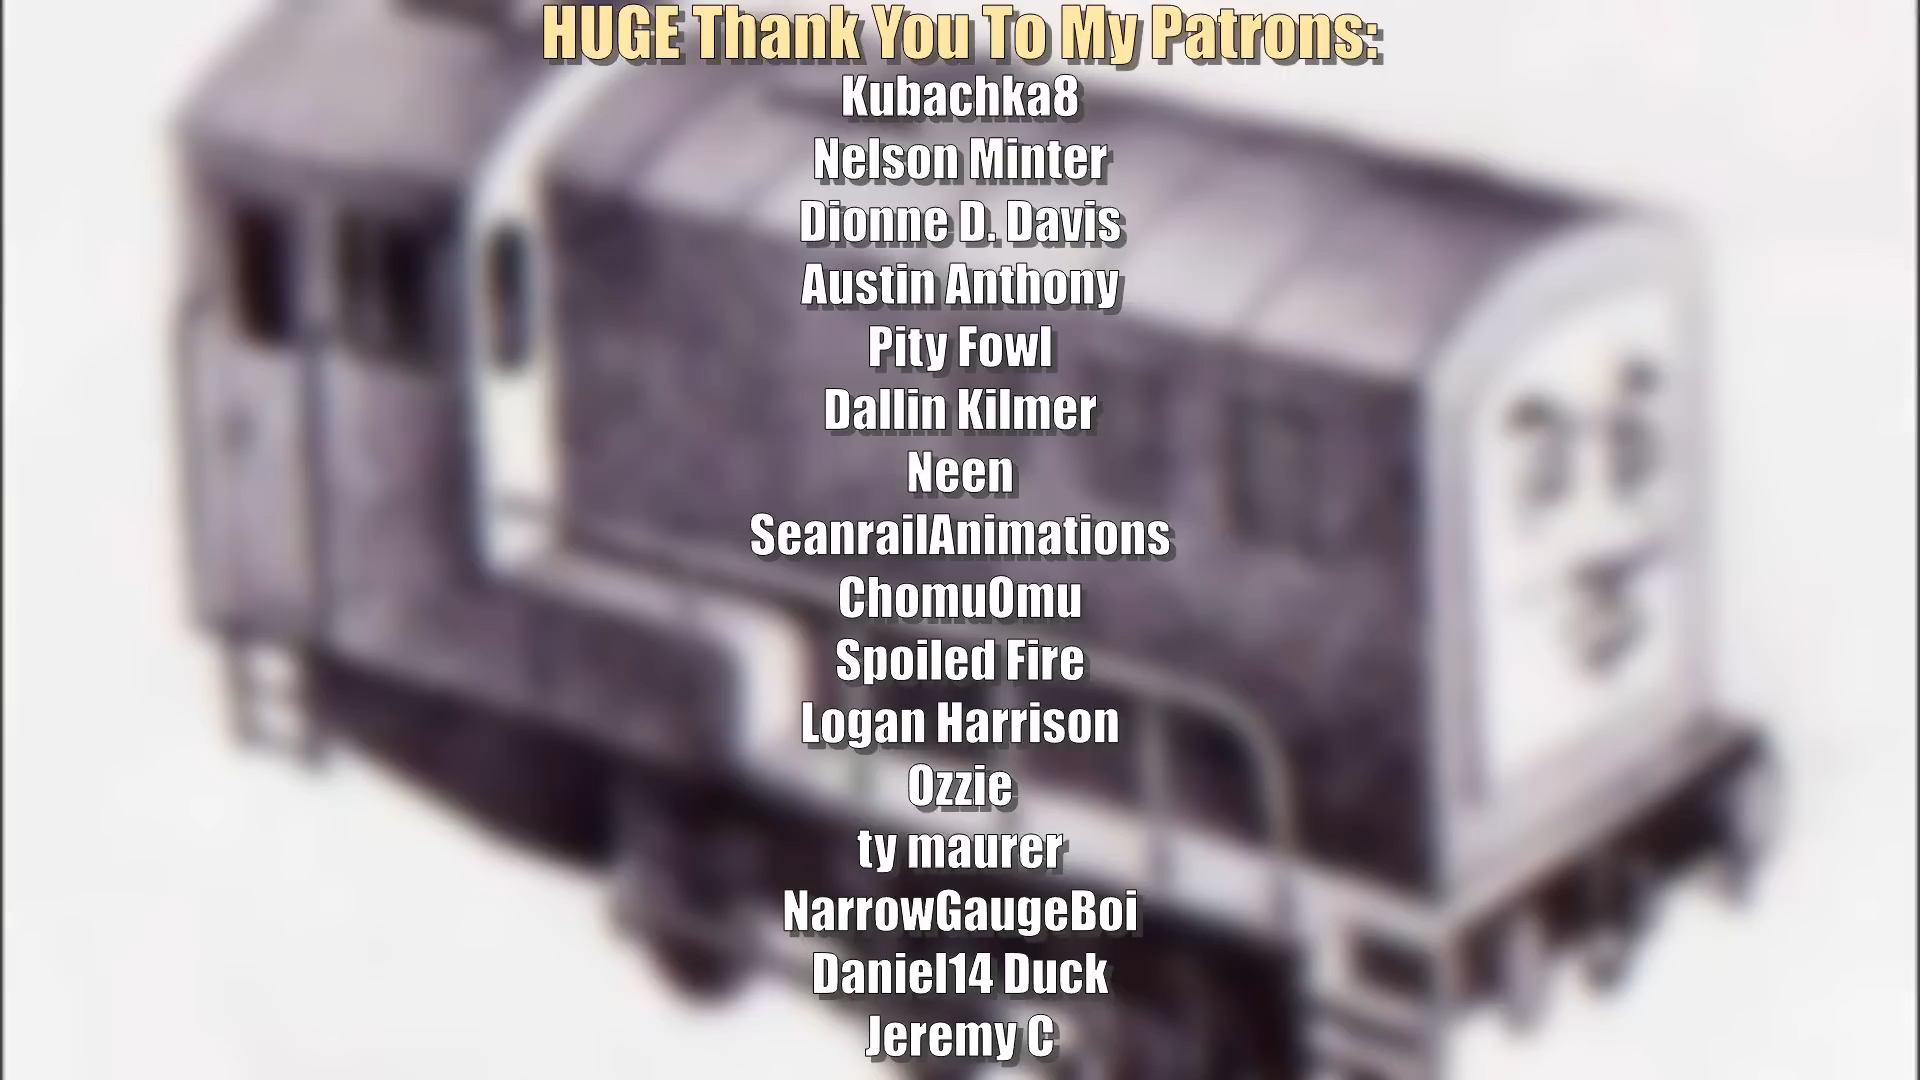 HUGE Thank You To My Patrons:
Kubachka8
Nelson Minter
Dionne D. Davis
Austin Anthony
Pity Fowl
Dallin Kilmer
Neen
SeanrailAnimations
ChomuOmu
Spoiled Fire
Logan Harrison
Ozzie
ty maurer
NarrowGaugeBoi
Daniel14 Duck
Jeremy C